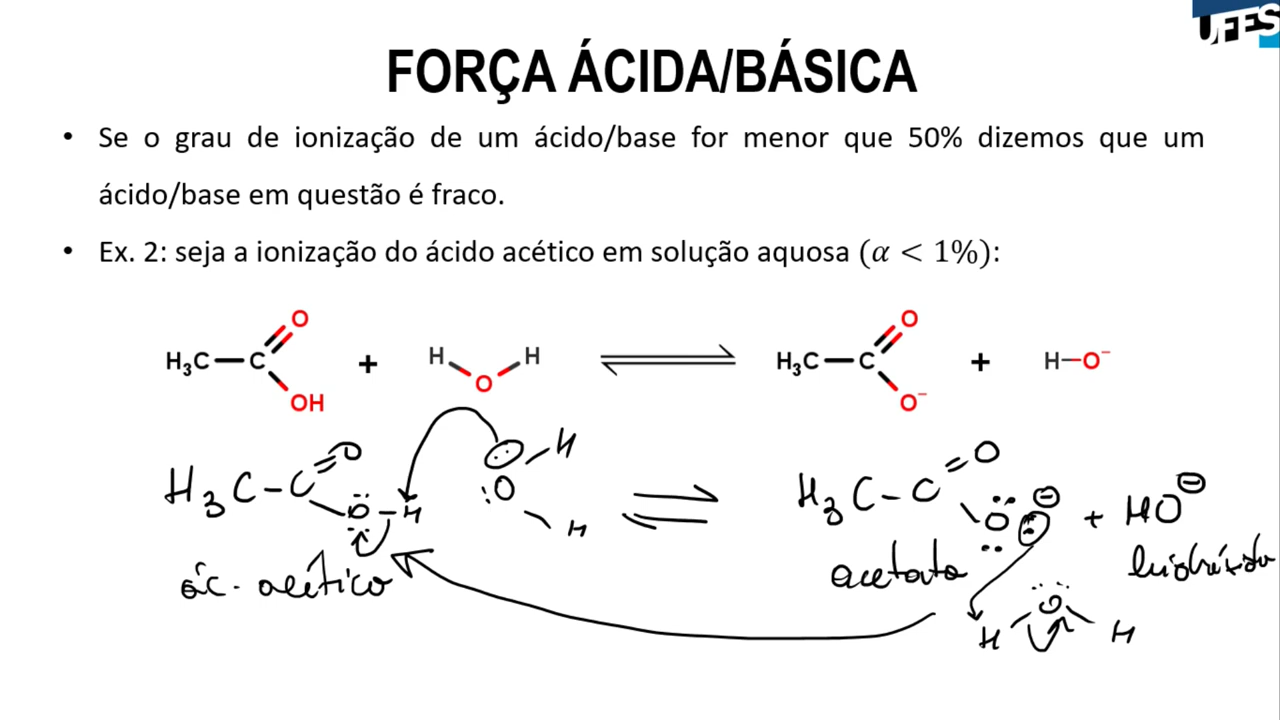 UFES
FORÇA ÁCIDA/BÁSICA
• Se o grau de ionização de um ácido/base for menor que 50% dizemos que um
ácido/base em questão é fraco.
• Ex. 2: seja a ionização do ácido acético em solução aquosa (α < 1%):
H₃C—C O OH + H O H ⇌ H₃C—C O O⁻ + H—O⁻
H₃C-C O O-H O H H ⇌ H₃C-C O O ⊖ + HO⊖
ác. acético acetato hidróxido
H O H